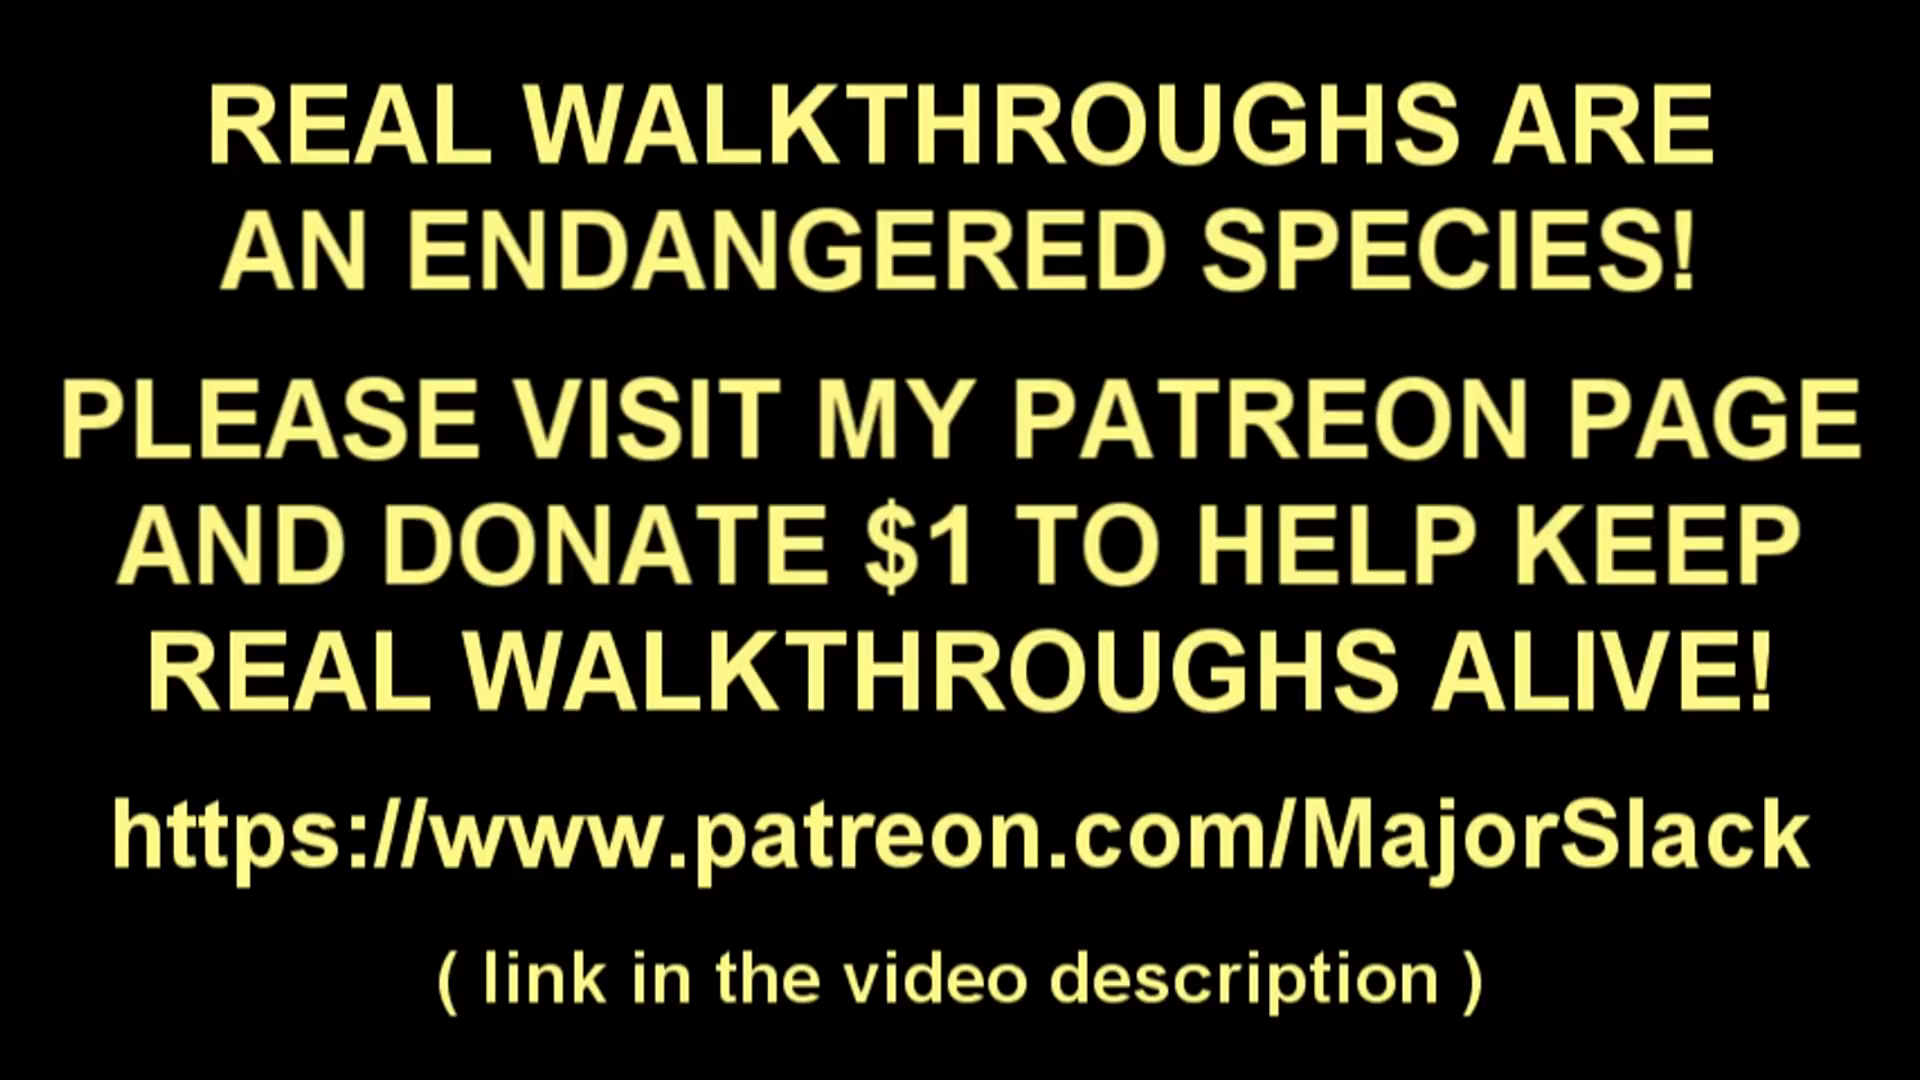 REAL WALKTHROUGHS ARE
AN ENDANGERED SPECIES!
PLEASE VISIT MY PATREON PAGE
AND DONATE $1 TO HELP KEEP
REAL WALKTHROUGHS ALIVE!
https://www.patreon.com/MajorSlack
( link in the video description )